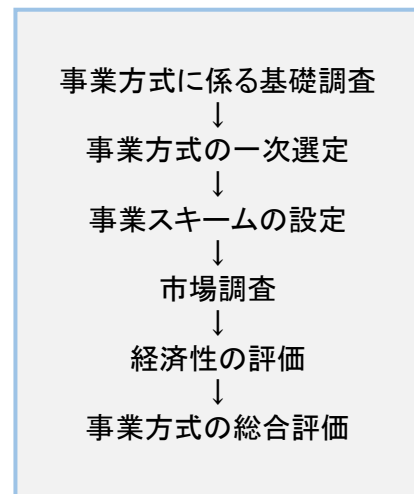 事業方式に係る基礎調査
↓
事業方式の一次選定
↓
事業スキームの設定
↓
市場調査
↓
経済性の評価
↓
事業方式の総合評価